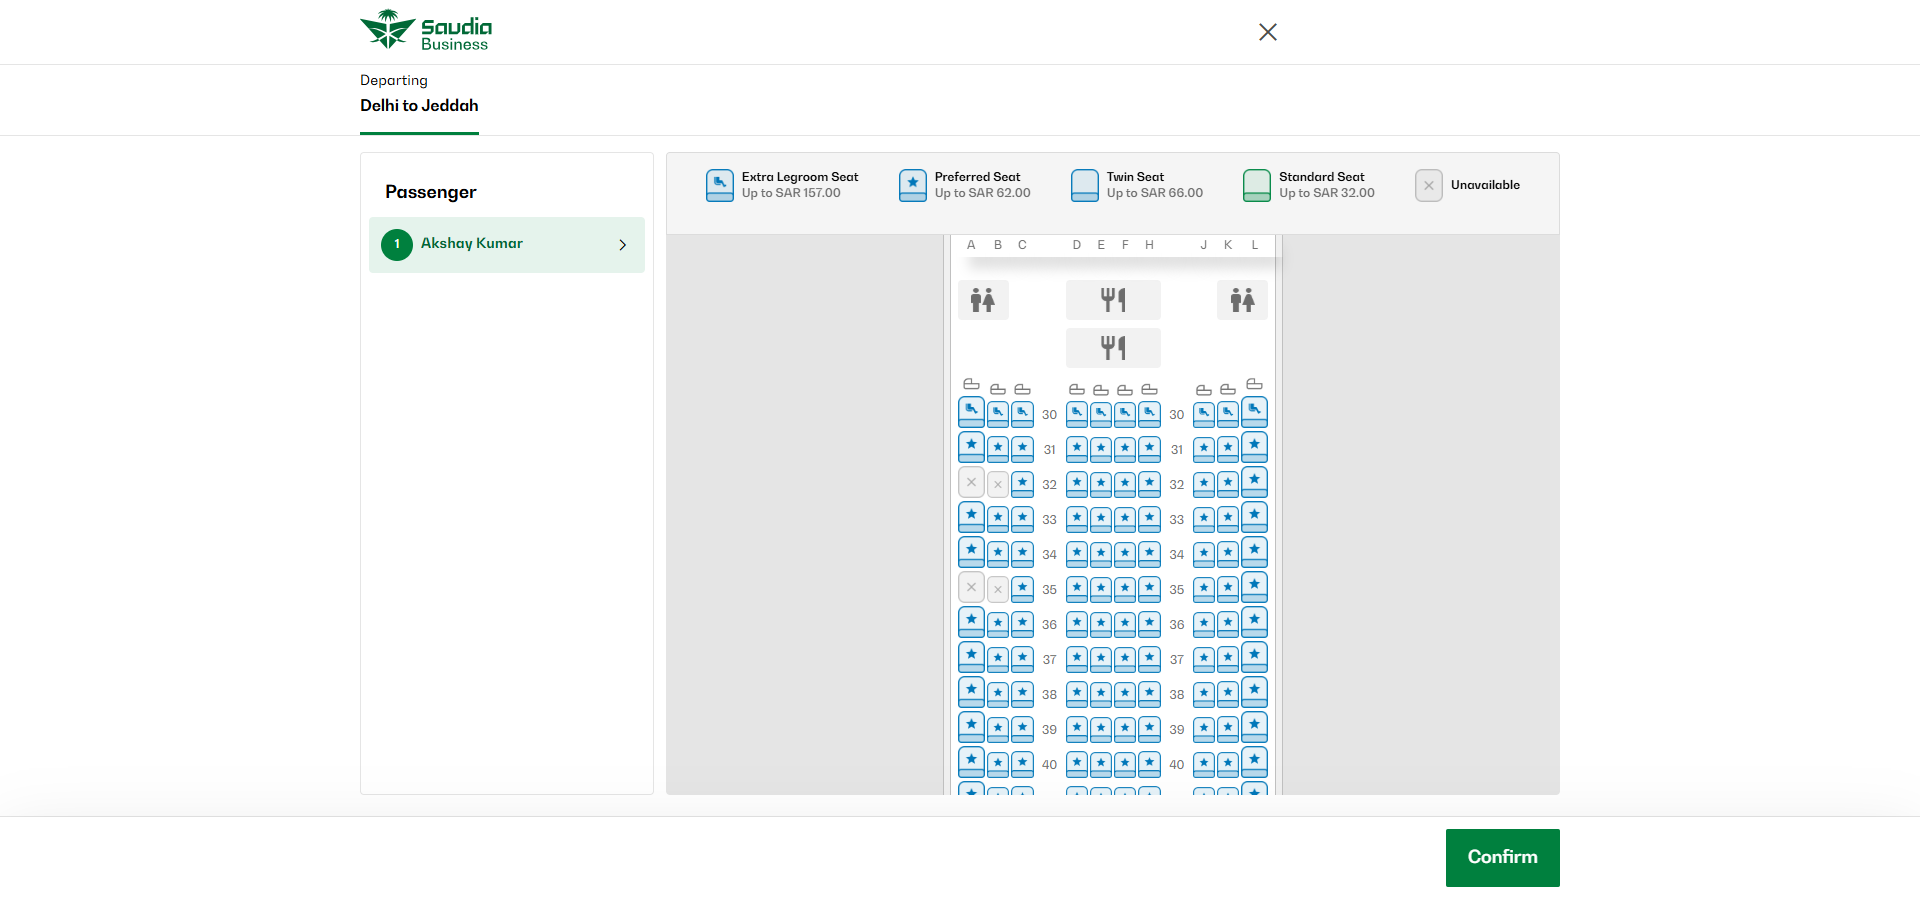 Saudia
Business
Departing
Delhi to Jeddah
Passenger
1 Akshay Kumar
Extra Legroom Seat
Up to SAR 157.00
Preferred Seat
Up to SAR 62.00
Twin Seat
Up to SAR 66.00
Standard Seat
Up to SAR 32.00
Unavailable
A B C D E F H J K L
30 30
31 31
32 32
33 33
34 34
35 35
36 36
37 37
38 38
39 39
40 40
Confirm